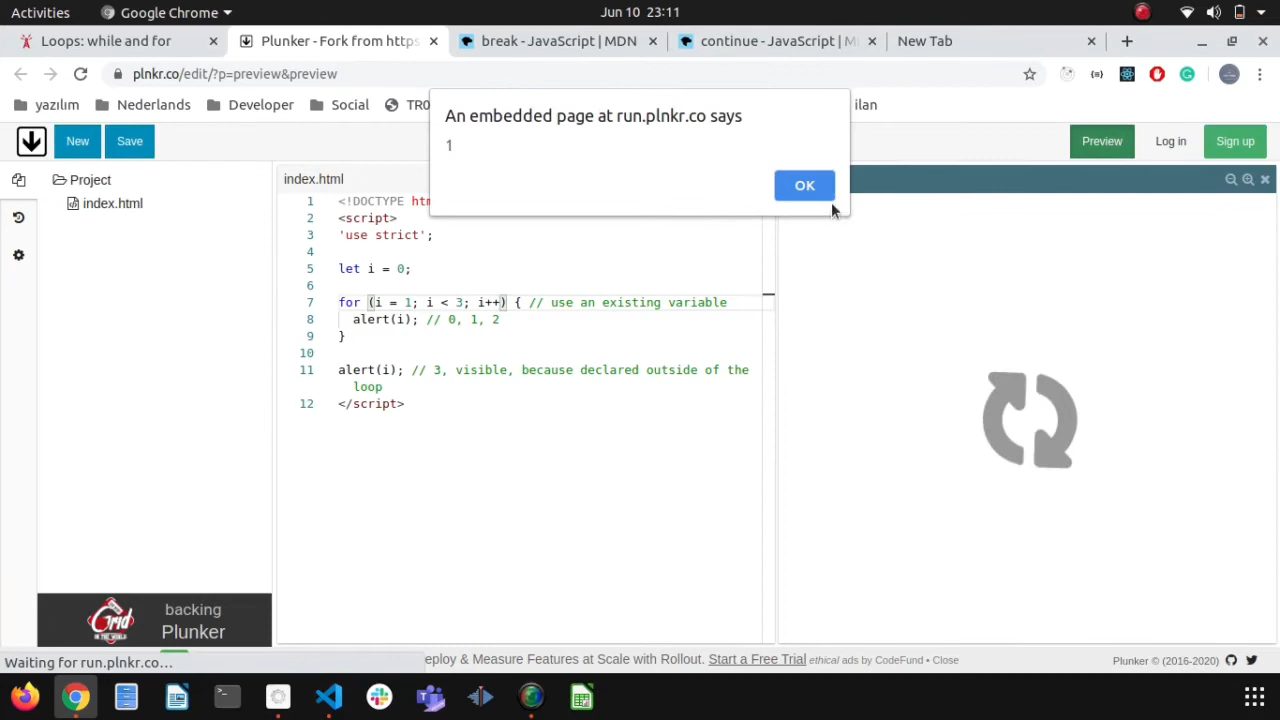 Activities
Google Chrome
Jun 10 23:11
Loops: while and for
Plunker - Fork from https
break - JavaScript | MDN
continue - JavaScript |
New Tab
plnkr.co/edit/?p=preview&preview
yazılım
Nederlands
Developer
Social
ilan
An embedded page at run.plnkr.co says
1
OK
New
Save
Preview
Log in
Sign up
Project
index.html
index.html
1 <!DOCTYPE
2 <script>
3 'use strict';
4
5 let i = 0;
6
7 for (i = 1; i < 3; i++) { // use an existing variable
8 alert(i); // 0, 1, 2
9 }
10
11 alert(i); // 3, visible, because declared outside of the
loop
12 </script>
Grid
IN THE WORLD
backing
Plunker
Waiting for run.plnkr.co…
eploy & Measure Features at Scale with Rollout. Start a Free Trial ethical ads by CodeFund • Close
Plunker © (2016-2020)